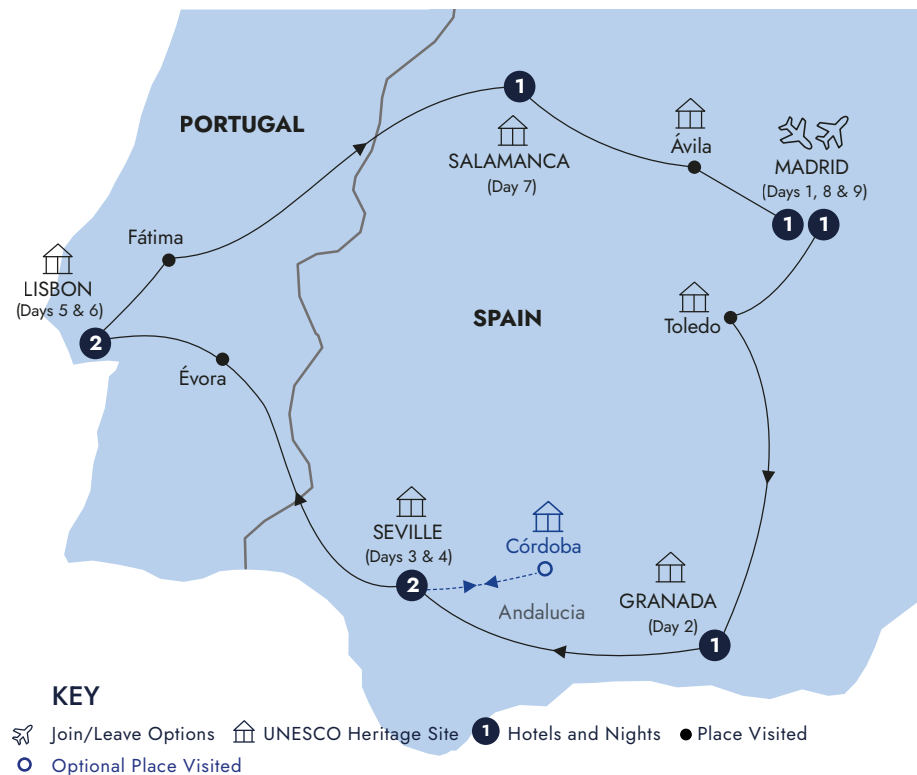 PORTUGAL
1
SALAMANCA
(Day 7)
Ávila
MADRID
(Days 1, 8 & 9)
1 1
Fátima
LISBON
(Days 5 & 6)
2
Évora
SPAIN
Toledo
SEVILLE
(Days 3 & 4)
2
Córdoba
Andalucia
GRANADA
(Day 2)
1
KEY
Join/Leave Options UNESCO Heritage Site 1 Hotels and Nights Place Visited
Optional Place Visited